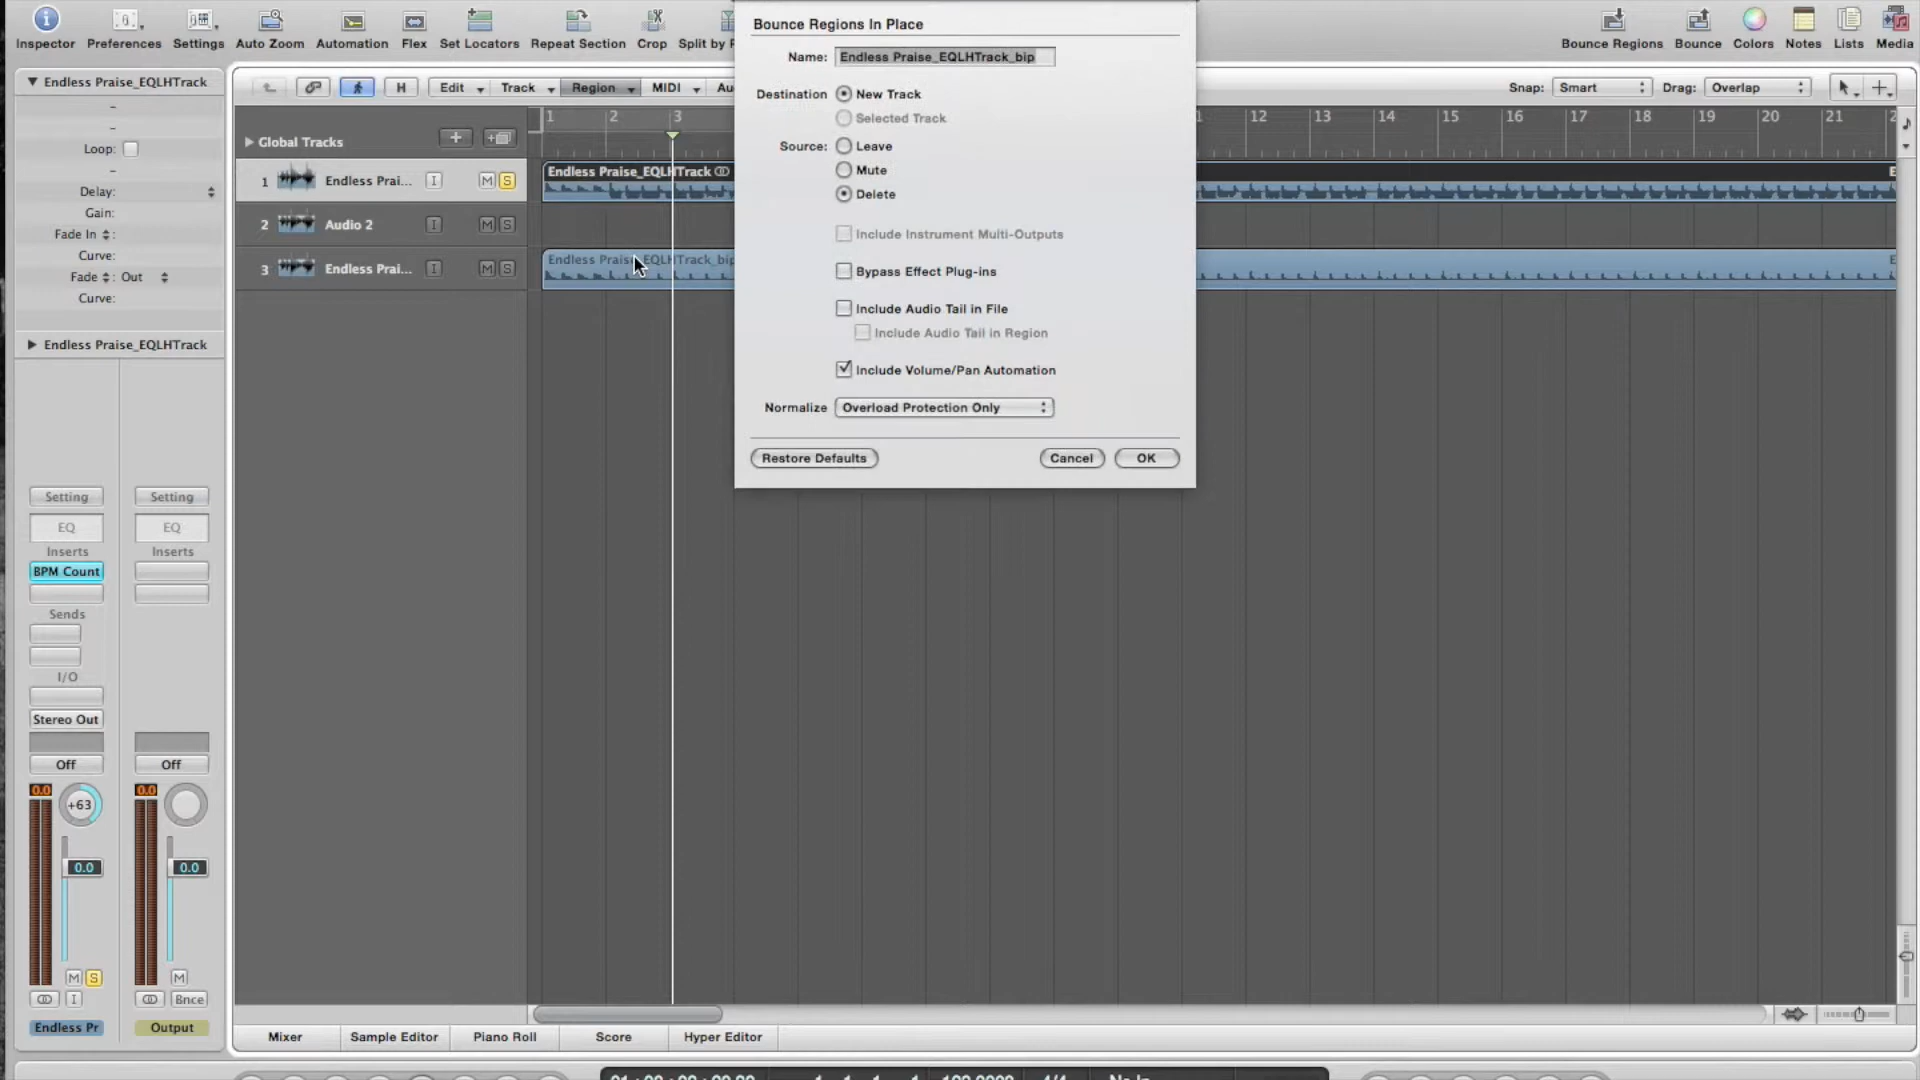 Inspector Preferences Settings Auto Zoom Automation Flex Set Locators Repeat Section Crop Bounce Regions Bounce Colors Notes Lists Media
Bounce Regions In Place
Name: Endless Praise_EQLHTrack_bip
Destination New Track
Selected Track
Source: Leave
Mute
Delete
Include Instrument Multi-Outputs
Bypass Effect Plug-ins
Include Audio Tail in File
Include Audio Tail in Region
Include Volume/Pan Automation
Normalize Overload Protection Only
Restore Defaults Cancel OK
Endless Praise_EQLHTrack
Loop:
Delay:
Gain:
Fade In :
Curve:
Fade : Out
Curve:
Endless Praise_EQLHTrack
H Edit Track Region MIDI Snap: Smart Drag: Overlap
1 2 3 12 13 14 15 16 17 18 19 20 21
Global Tracks
1 Endless Prai... I M S Endless Praise_EQLHTrack
2 Audio 2 I M S
3 Endless Prai... I M S
Setting Setting
EQ EQ
Inserts Inserts
BPM Count
Sends
I/O
Stereo Out
Off Off
0.0 +63 0.0
0.0 0.0
M S M
I Bnce
Endless Pr Output
Mixer Sample Editor Piano Roll Score Hyper Editor